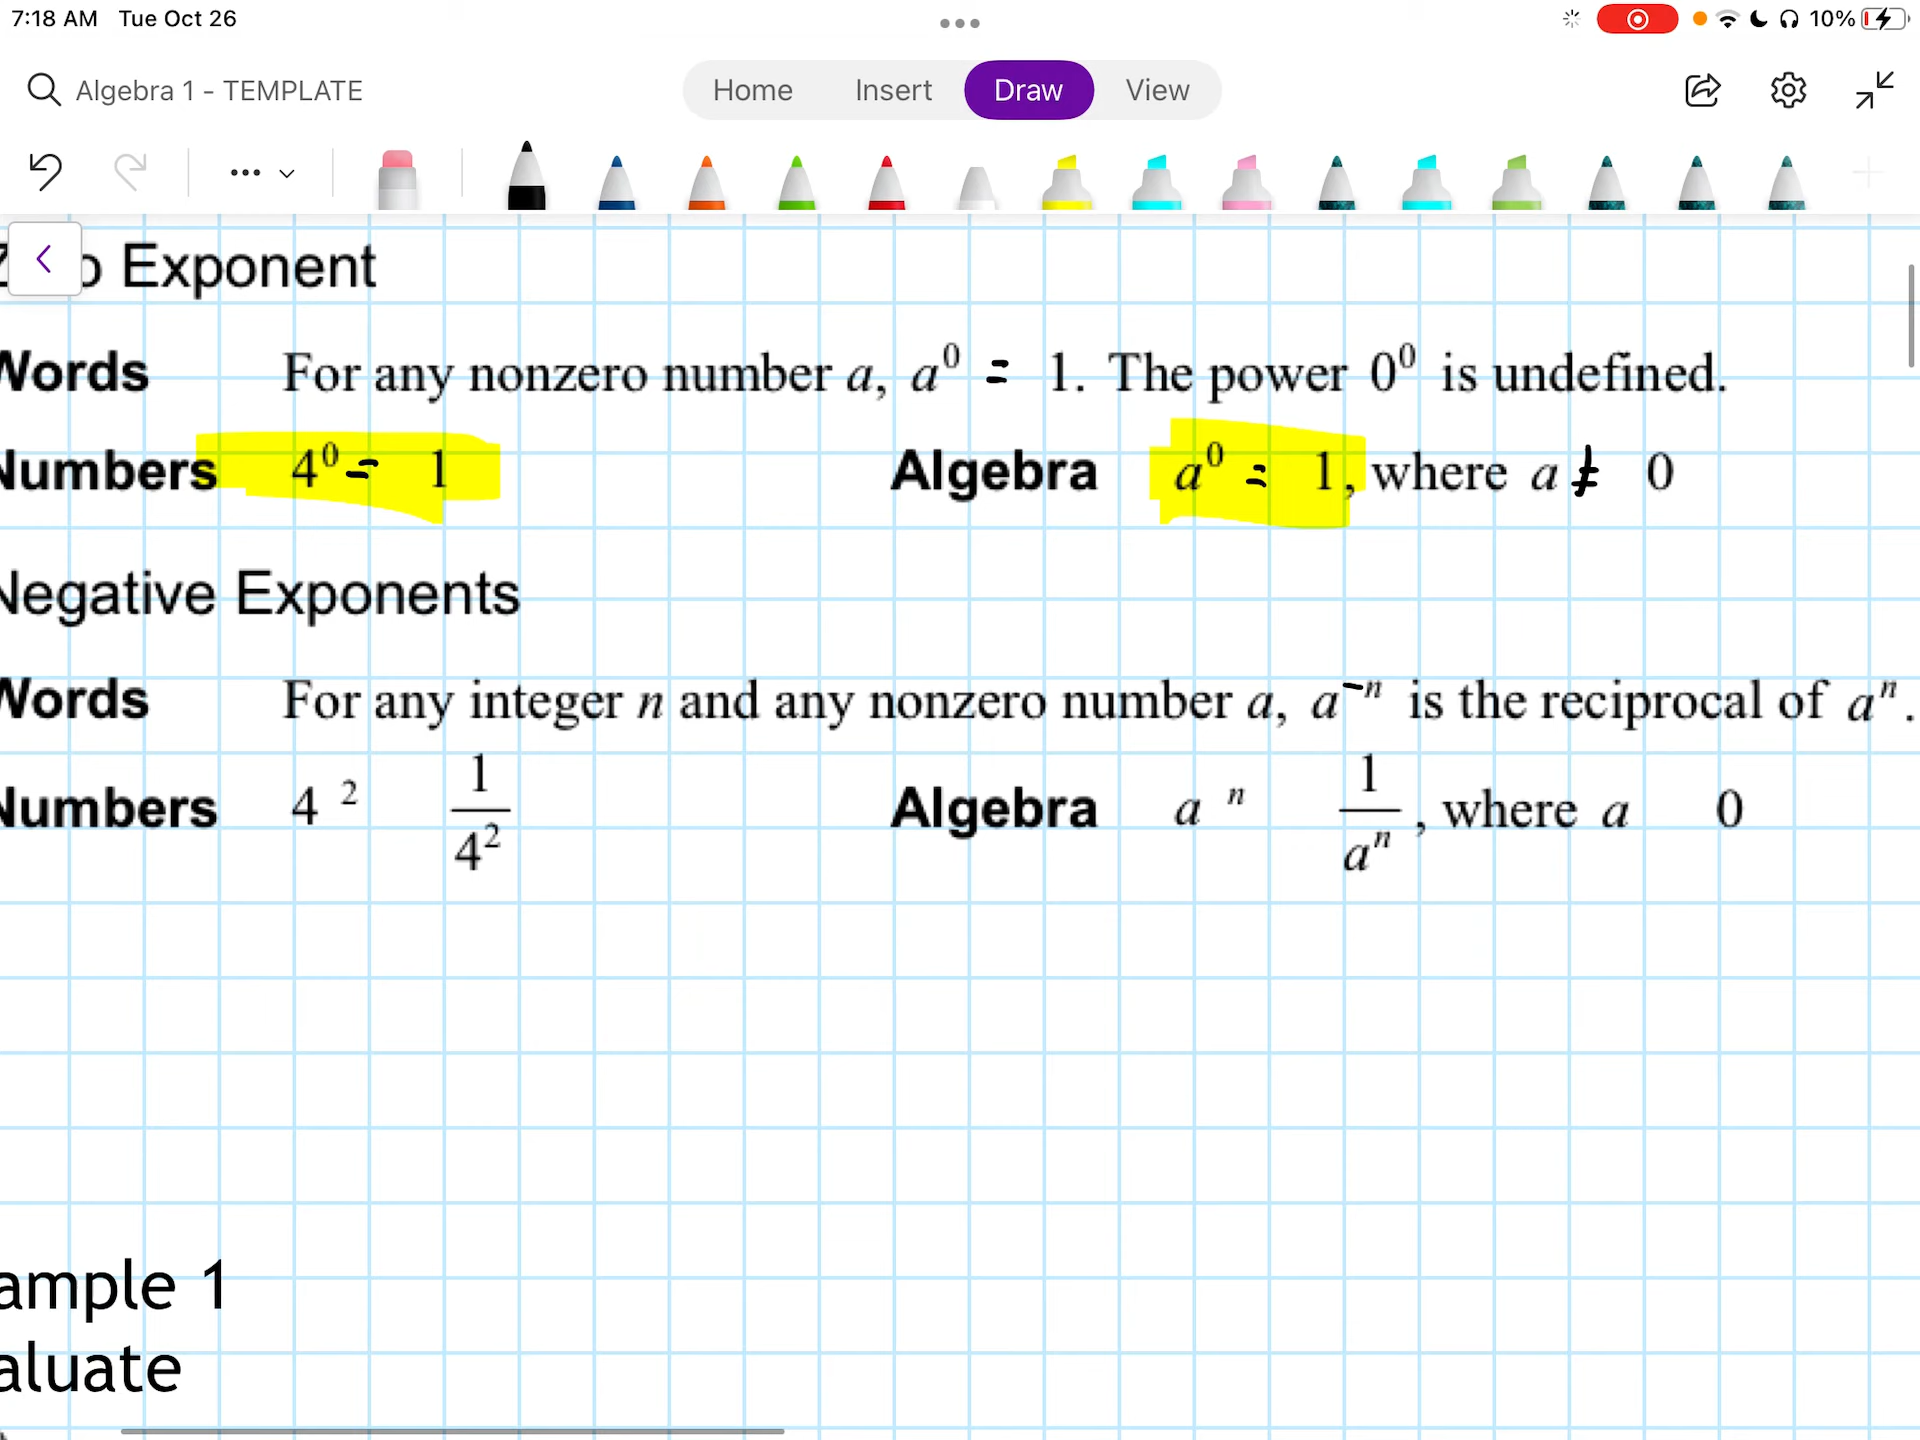 7:18 AM Tue Oct 26 10%
Algebra 1 - TEMPLATE Home Insert Draw View
o Exponent
Words For any nonzero number a, a⁰ = 1. The power 0⁰ is undefined.
Numbers 4⁰ = 1 Algebra a⁰ = 1, where a ≠ 0
Negative Exponents
Words For any integer n and any nonzero number a, a⁻ⁿ is the reciprocal of aⁿ.
Numbers 4 ² 1/4² Algebra a ⁿ 1/aⁿ, where a 0
ample 1
aluate